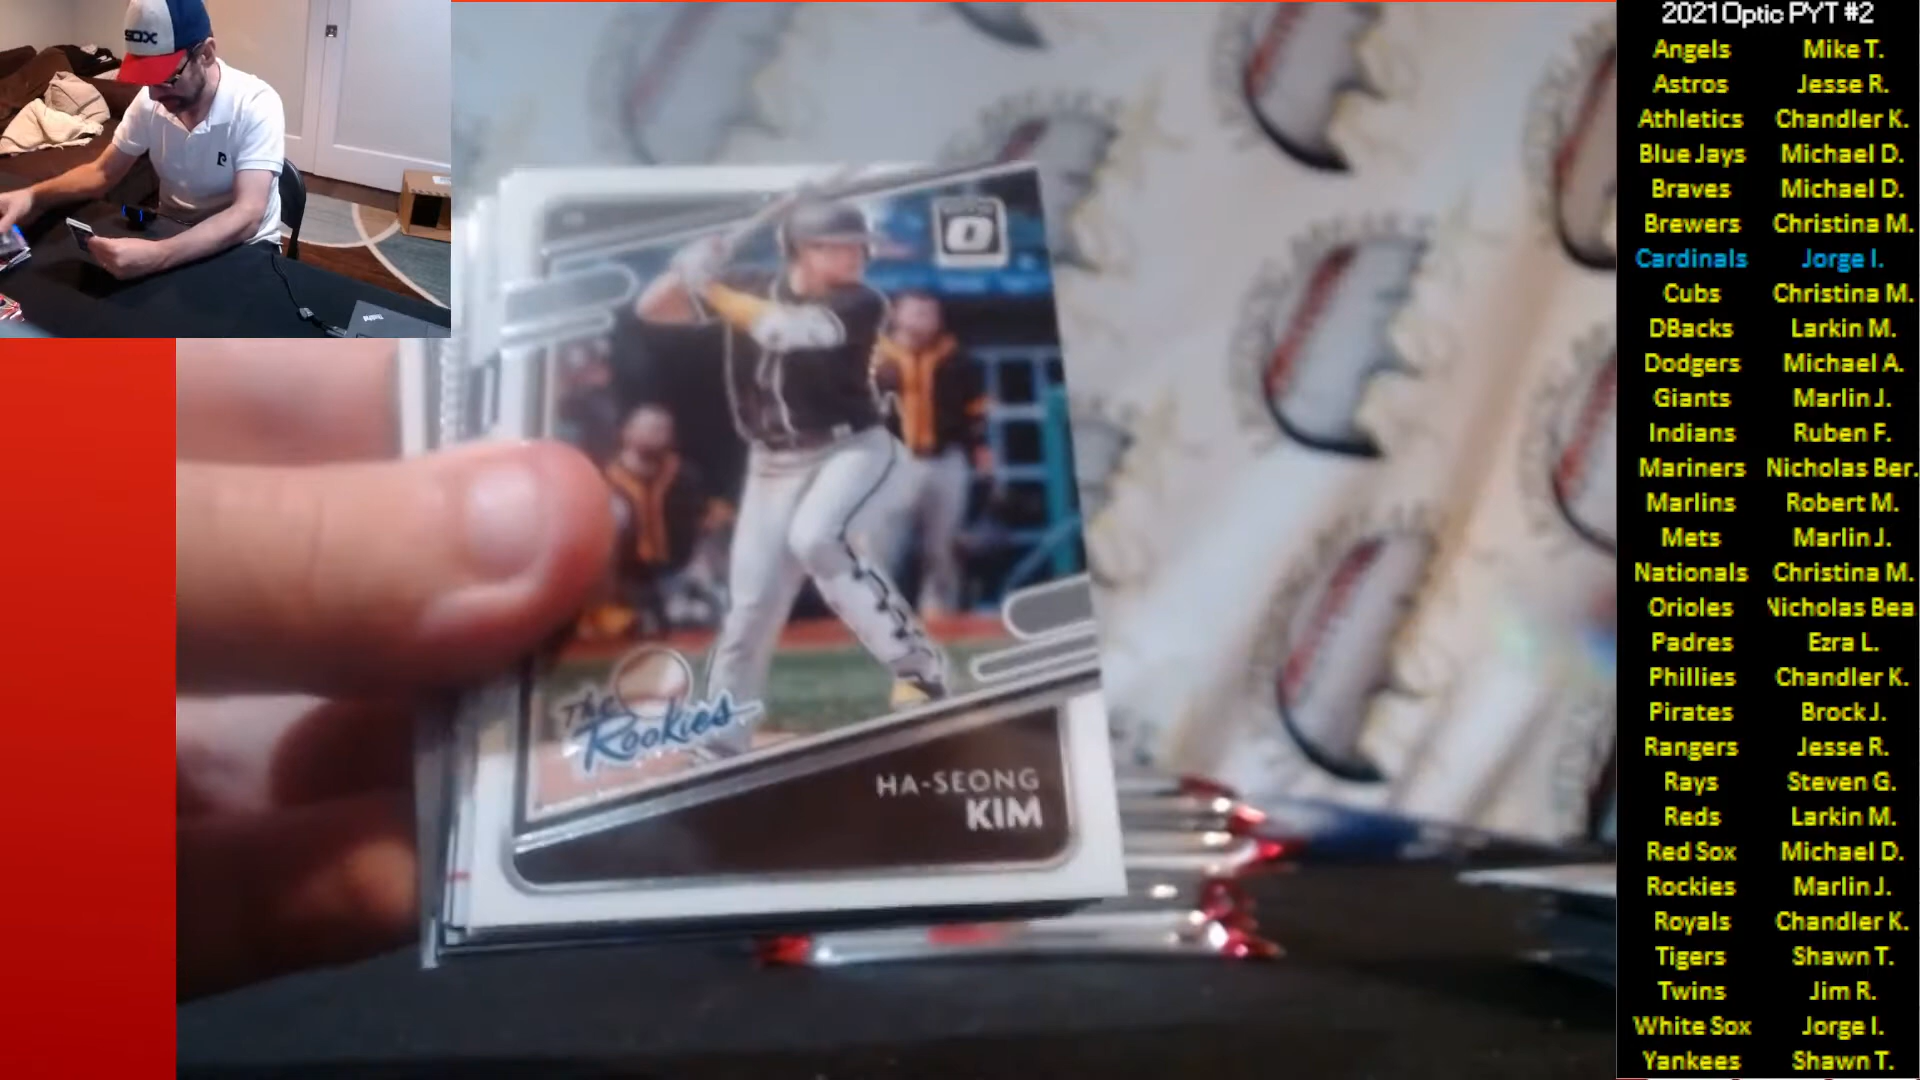 SOX
O
The
Rookies
HA-SEONG
KIM
2021 Optic PYT #2
Angels Mike T.
Astros Jesse R.
Athletics Chandler K.
Blue Jays Michael D.
Braves Michael D.
Brewers Christina M.
Cardinals Jorge I.
Cubs Christina M.
DBacks Larkin M.
Dodgers Michael A.
Giants Marlin J.
Indians Ruben F.
Mariners Nicholas Ber.
Marlins Robert M.
Mets Marlin J.
Nationals Christina M.
Orioles Nicholas Bea
Padres Ezra L.
Phillies Chandler K.
Pirates Brock J.
Rangers Jesse R.
Rays Steven G.
Reds Larkin M.
Red Sox Michael D.
Rockies Marlin J.
Royals Chandler K.
Tigers Shawn T.
Twins Jim R.
White Sox Jorge I.
Yankees Shawn T.